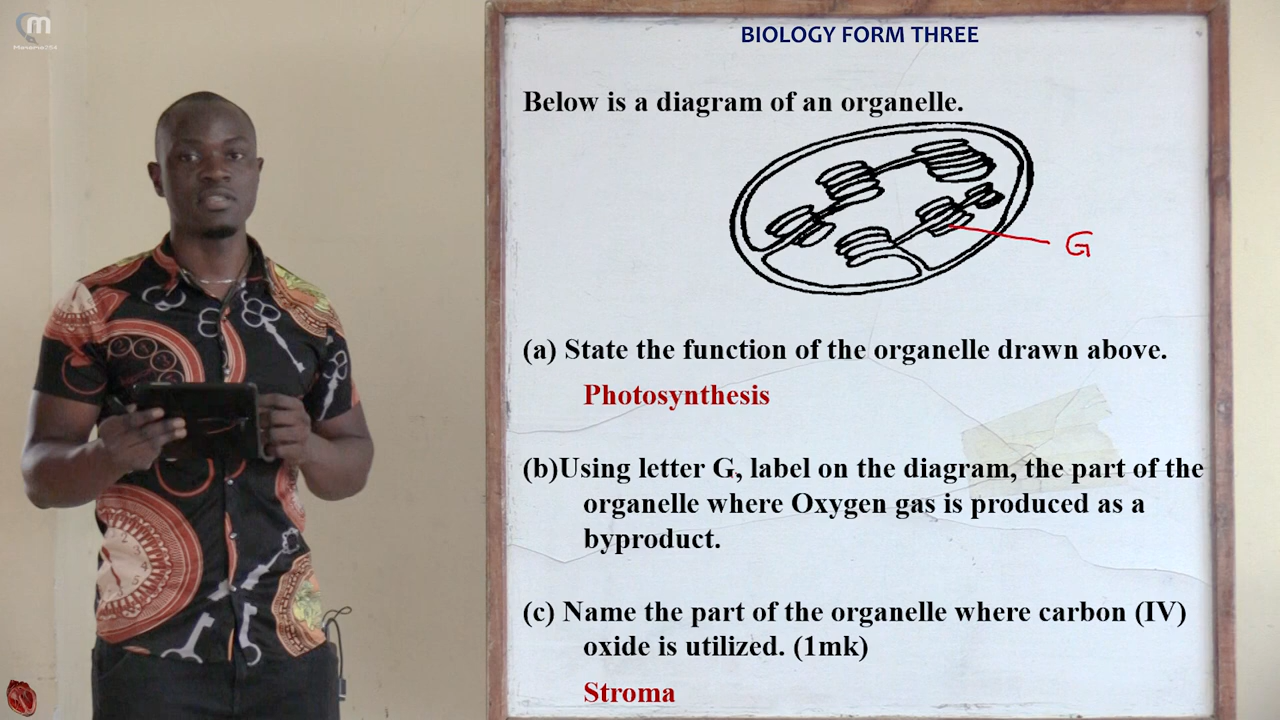 m
BIOLOGY FORM THREE
Below is a diagram of an organelle.
G
(a) State the function of the organelle drawn above.
Photosynthesis
(b)Using letter G, label on the diagram, the part of the
organelle where Oxygen gas is produced as a
byproduct.
(c) Name the part of the organelle where carbon (IV)
oxide is utilized. (1mk)
Stroma